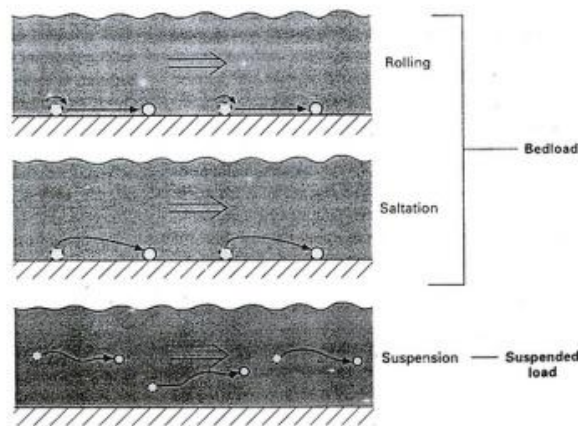 Rolling
Bedload
Saltation
Suspension
Suspended
load